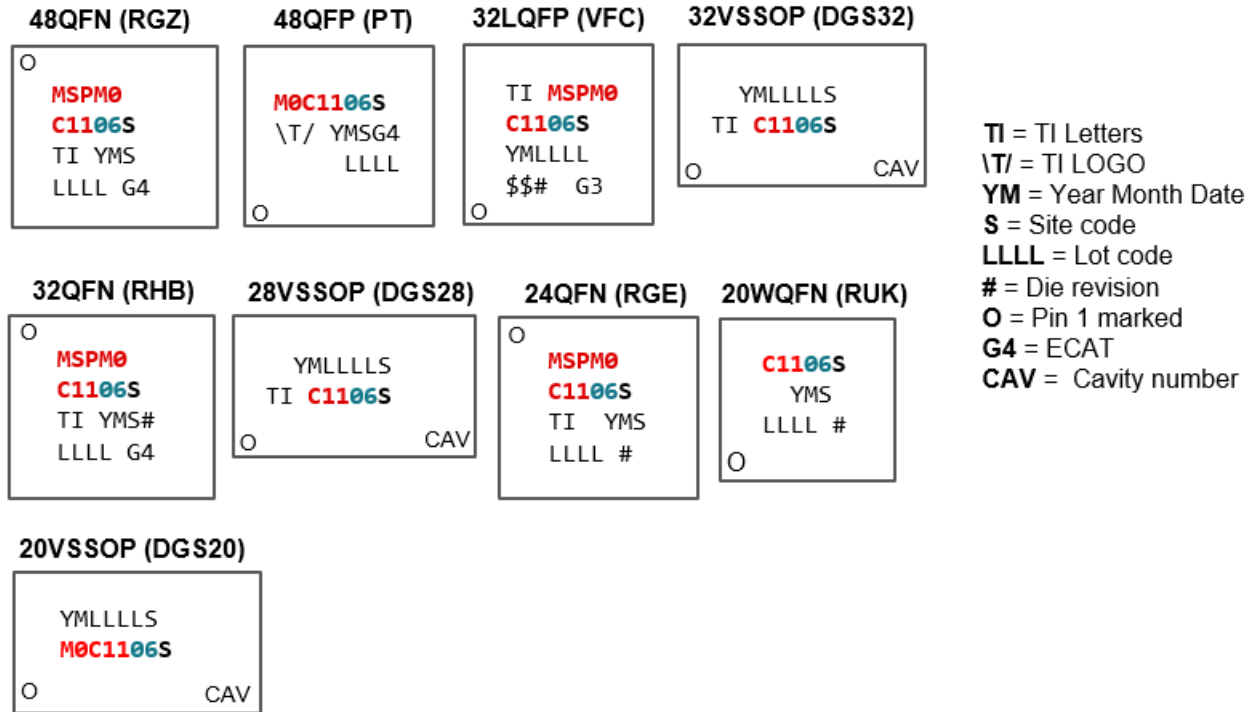 48QFN (RGZ)
O
MSPM0
C1106S
TI YMS
LLLL G4
48QFP (PT)
M0C1106S
\T/ YMSG4
LLLL
O
32LQFP (VFC)
TI MSPM0
C1106S
YMLLLL
$$# G3
O
32VSSOP (DGS32)
YMLLLLS
TI C1106S
O CAV
32QFN (RHB)
O
MSPM0
C1106S
TI YMS#
LLLL G4
28VSSOP (DGS28)
YMLLLLS
TI C1106S
O CAV
24QFN (RGE)
O
MSPM0
C1106S
TI YMS
LLLL #
20WQFN (RUK)
C1106S
YMS
LLLL #
O
20VSSOP (DGS20)
YMLLLLS
M0C1106S
O CAV
TI = TI Letters
\T/ = TI LOGO
YM = Year Month Date
S = Site code
LLLL = Lot code
# = Die revision
O = Pin 1 marked
G4 = ECAT
CAV = Cavity number